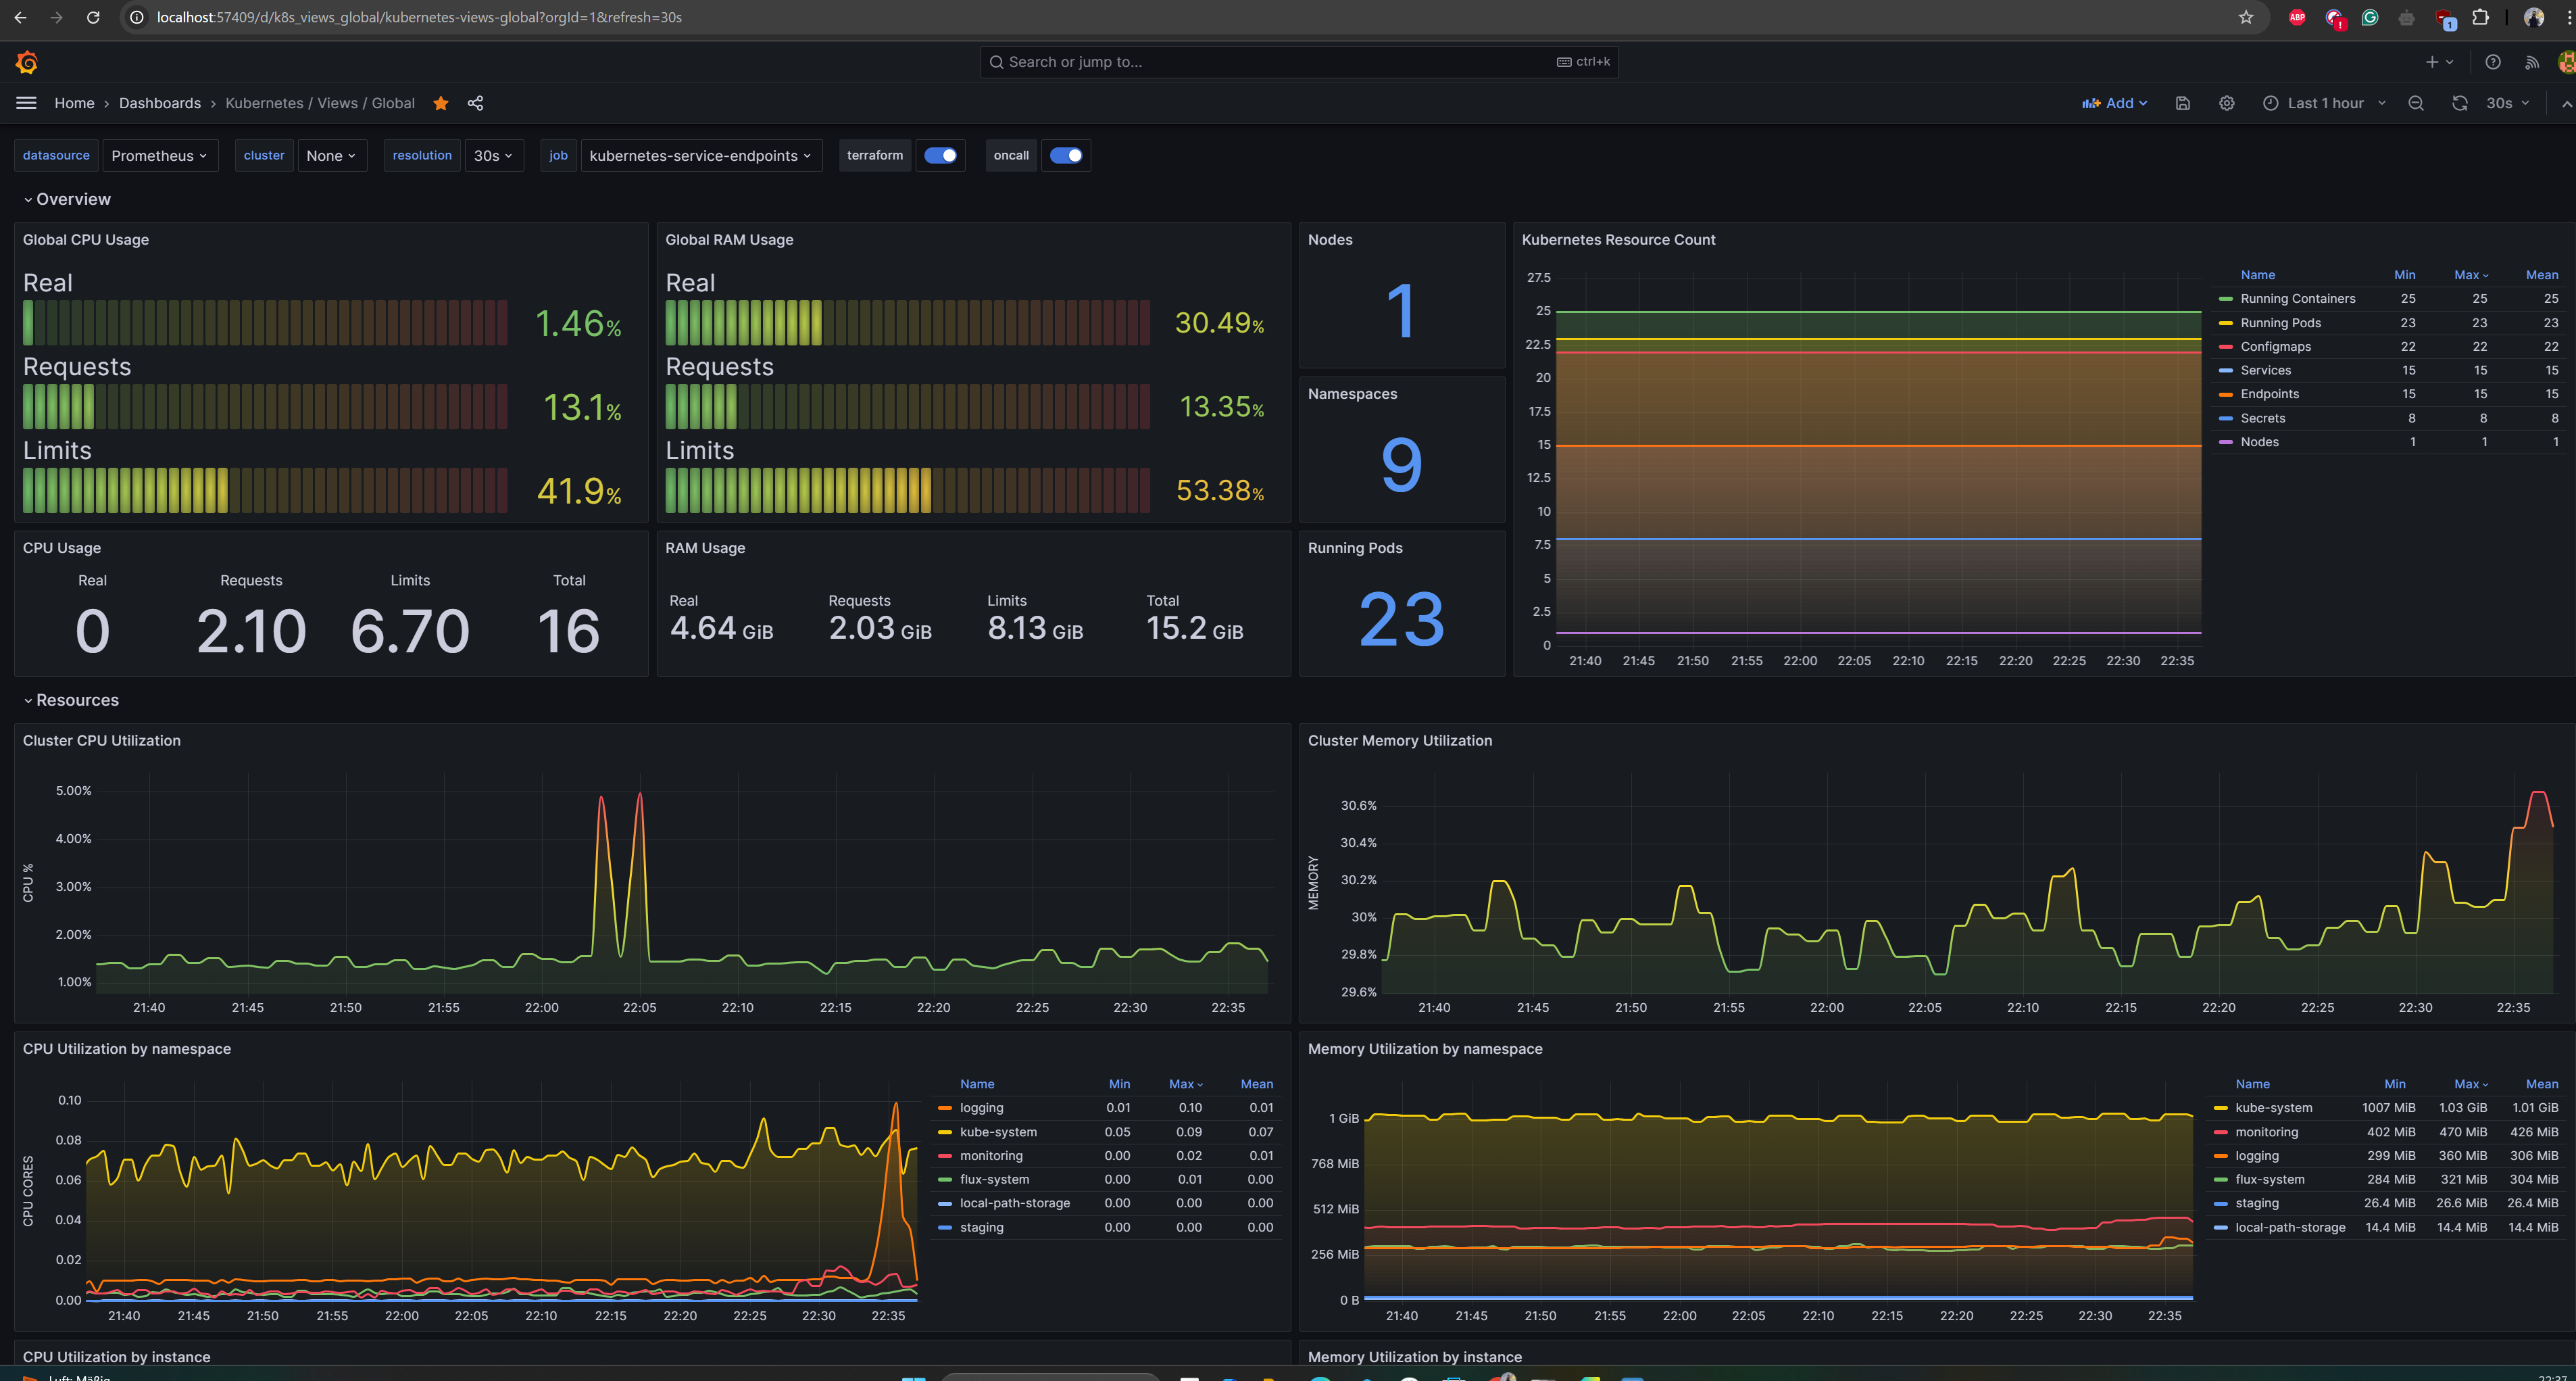 localhost:57409/d/k8s_views_global/kubernetes-views-global?orgId=1&refresh=30s
ABP
1
Search or jump to...
ctrl+k
Home › Dashboards › Kubernetes / Views / Global
Add
Last 1 hour
30s
datasource Prometheus cluster None resolution 30s job kubernetes-service-endpoints terraform oncall
Overview
Global CPU Usage
Real
1.46%
Requests
13.1%
Limits
41.9%
Global RAM Usage
Real
30.49%
Requests
13.35%
Limits
53.38%
Nodes
1
Namespaces
9
Kubernetes Resource Count
27.5
25
22.5
20
17.5
15
12.5
10
7.5
5
2.5
0
21:40 21:45 21:50 21:55 22:00 22:05 22:10 22:15 22:20 22:25 22:30 22:35
Name Min Max Mean
Running Containers 25 25 25
Running Pods 23 23 23
Configmaps 22 22 22
Services 15 15 15
Endpoints 15 15 15
Secrets 8 8 8
Nodes 1 1 1
CPU Usage
Real Requests Limits Total
0 2.10 6.70 16
RAM Usage
Real Requests Limits Total
4.64 GiB 2.03 GiB 8.13 GiB 15.2 GiB
Running Pods
23
Resources
Cluster CPU Utilization
CPU %
5.00%
4.00%
3.00%
2.00%
1.00%
21:40 21:45 21:50 21:55 22:00 22:05 22:10 22:15 22:20 22:25 22:30 22:35
Cluster Memory Utilization
MEMORY
30.6%
30.4%
30.2%
30%
29.8%
29.6%
21:40 21:45 21:50 21:55 22:00 22:05 22:10 22:15 22:20 22:25 22:30 22:35
CPU Utilization by namespace
CPU CORES
0.10
0.08
0.06
0.04
0.02
0.00
21:40 21:45 21:50 21:55 22:00 22:05 22:10 22:15 22:20 22:25 22:30 22:35
Name Min Max Mean
logging 0.01 0.10 0.01
kube-system 0.05 0.09 0.07
monitoring 0.00 0.02 0.01
flux-system 0.00 0.01 0.00
local-path-storage 0.00 0.00 0.00
staging 0.00 0.00 0.00
Memory Utilization by namespace
1 GiB
768 MiB
512 MiB
256 MiB
0 B
21:40 21:45 21:50 21:55 22:00 22:05 22:10 22:15 22:20 22:25 22:30 22:35
Name Min Max Mean
kube-system 1007 MiB 1.03 GiB 1.01 GiB
monitoring 402 MiB 470 MiB 426 MiB
logging 299 MiB 360 MiB 306 MiB
flux-system 284 MiB 321 MiB 304 MiB
staging 26.4 MiB 26.6 MiB 26.4 MiB
local-path-storage 14.4 MiB 14.4 MiB 14.4 MiB
CPU Utilization by instance
Memory Utilization by instance
Luft: Mäßig
22:37